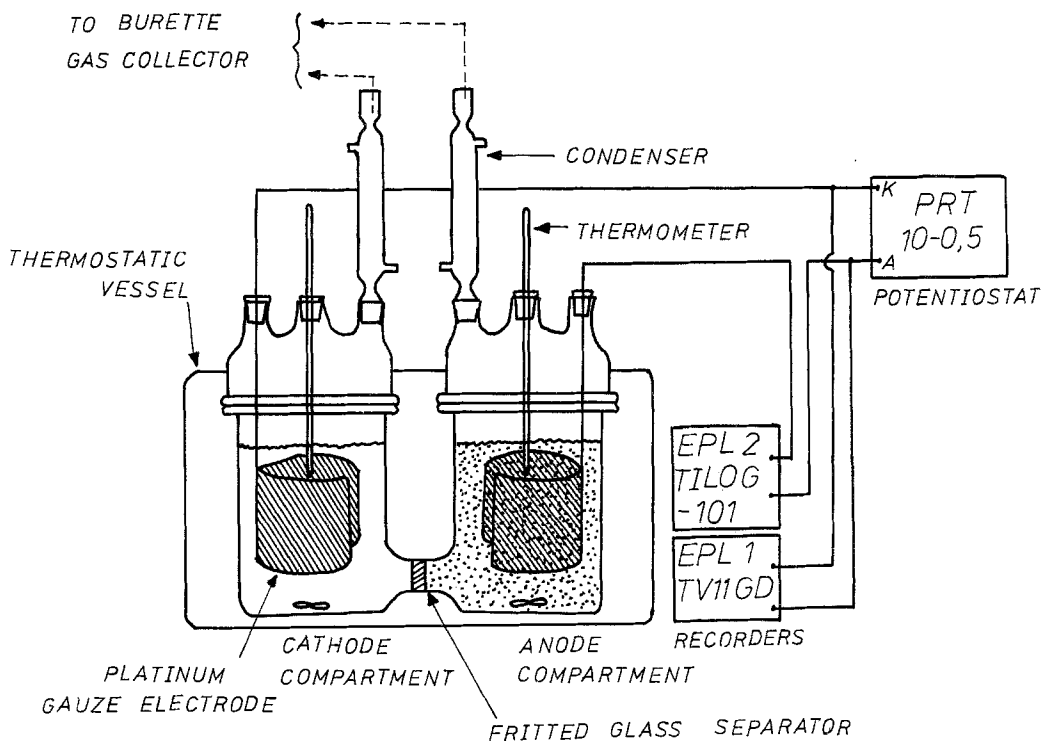 TO BURETTE
GAS COLLECTOR
CONDENSER
K
PRT
10-0,5
A
THERMOMETER
POTENTIOSTAT
THERMOSTATIC
VESSEL
EPL 2
TILOG
-101
EPL 1
TV11GD
RECORDERS
CATHODE
COMPARTMENT
ANODE
COMPARTMENT
PLATINUM
GAUZE ELECTRODE
FRITTED GLASS SEPARATOR